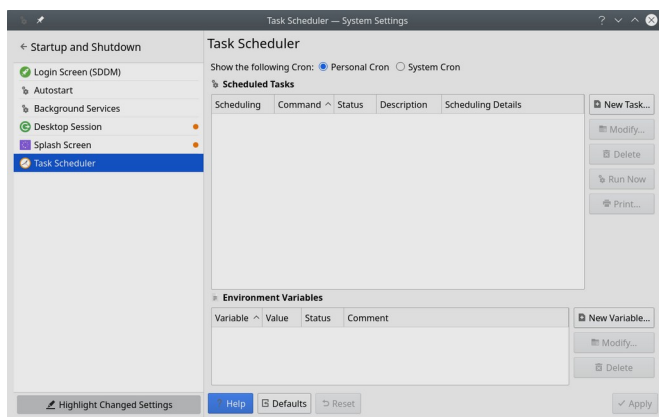 Task Scheduler — System Settings
Startup and Shutdown
Login Screen (SDDM)
Autostart
Background Services
Desktop Session
Splash Screen
Task Scheduler
Highlight Changed Settings
Task Scheduler
Show the following Cron: Personal Cron System Cron
Scheduled Tasks
Scheduling Command Status Description Scheduling Details
New Task...
Modify...
Delete
Run Now
Print...
Environment Variables
Variable Value Status Comment
New Variable...
Modify...
Delete
Help Defaults Reset Apply